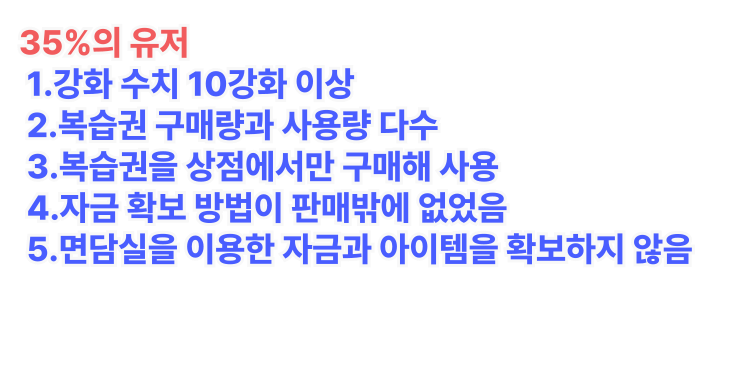 35%의 유저
1.강화 수치 10강화 이상
2.복습권 구매량과 사용량 다수
3.복습권을 상점에서만 구매해 사용
4.자금 확보 방법이 판매밖에 없었음
5.면담실을 이용한 자금과 아이템을 확보하지 않음